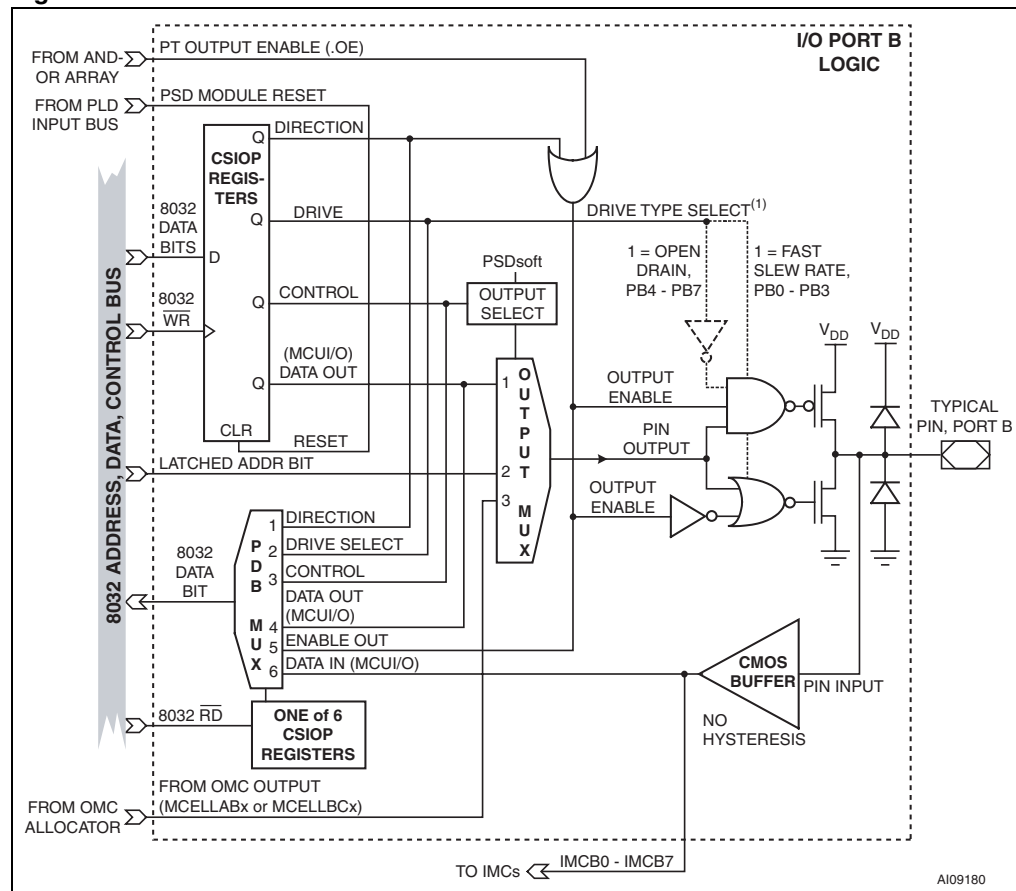 I/O PORT B
LOGIC
FROM AND-
OR ARRAY
PT OUTPUT ENABLE (.OE)
FROM PLD
INPUT BUS
PSD MODULE RESET
8032 ADDRESS, DATA, CONTROL BUS
8032
DATA
BITS
8032
WR
CSIOP
REGIS-
TERS
Q
DIRECTION
Q
DRIVE
D
Q
CONTROL
(MCUI/O)
Q
DATA OUT
CLR
RESET
DRIVE TYPE SELECT(1)
1 = OPEN
DRAIN,
PB4 - PB7
1 = FAST
SLEW RATE,
PB0 - PB3
PSDsoft
OUTPUT
SELECT
OUTPUT MUX
1
2
3
LATCHED ADDR BIT
OUTPUT
ENABLE
PIN
OUTPUT
OUTPUT
ENABLE
VDD
VDD
TYPICAL
PIN, PORT B
8032
DATA
BIT
PDB MUX
1 DIRECTION
2 DRIVE SELECT
3 CONTROL
DATA OUT
4 (MCUI/O)
5 ENABLE OUT
6 DATA IN (MCUI/O)
CMOS
BUFFER
PIN INPUT
NO
HYSTERESIS
8032 RD
ONE of 6
CSIOP
REGISTERS
FROM OMC
ALLOCATOR
FROM OMC OUTPUT
(MCELLABx or MCELLBCx)
TO IMCs
IMCB0 - IMCB7
AI09180